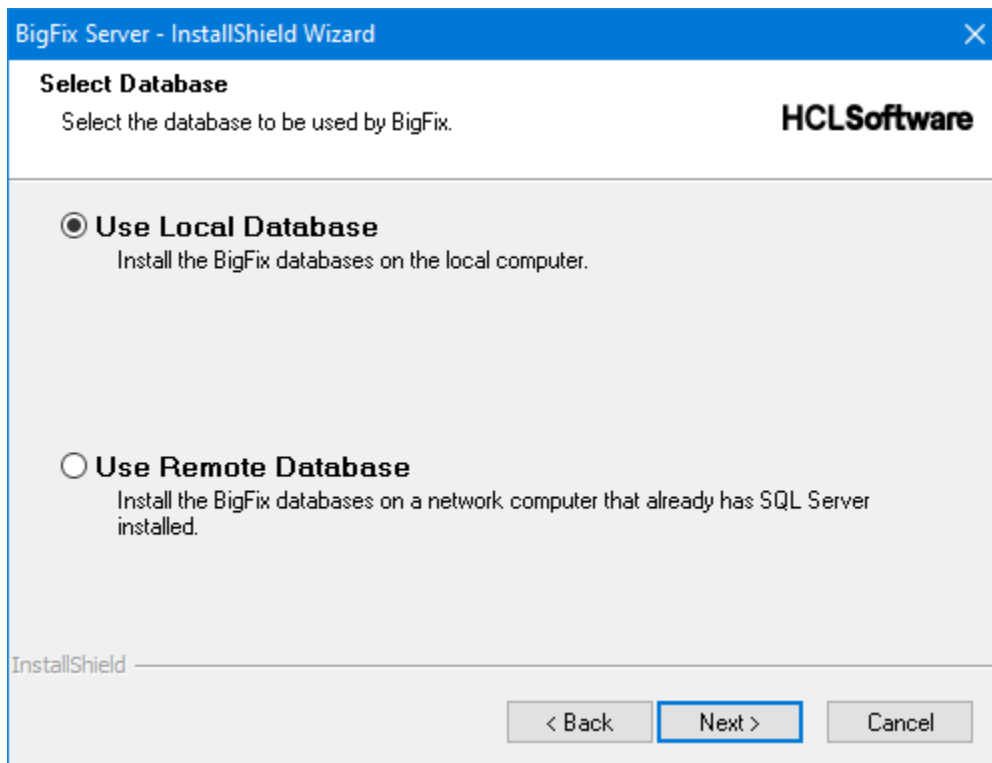 BigFix Server - InstallShield Wizard
Select Database
Select the database to be used by BigFix.
HCLSoftware
Use Local Database
Install the BigFix databases on the local computer.
Use Remote Database
Install the BigFix databases on a network computer that already has SQL Server
installed.
InstallShield
< Back
Next >
Cancel